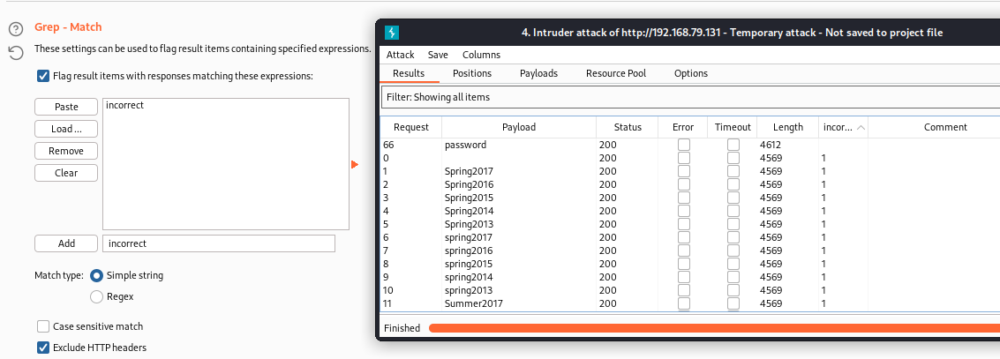 Grep - Match
These settings can be used to flag result items containing specified expressions.
Flag result items with responses matching these expressions:
Paste
Load ...
Remove
Clear
incorrect
Add
incorrect
Match type:
Simple string
Regex
Case sensitive match
Exclude HTTP headers
4. Intruder attack of http://192.168.79.131 - Temporary attack - Not saved to project file
Attack Save Columns
Results Positions Payloads Resource Pool Options
Filter: Showing all items
Request Payload Status Error Timeout Length incor... Comment
66 password 200 4612
0 200 4569 1
1 Spring2017 200 4569 1
2 Spring2016 200 4569 1
3 Spring2015 200 4569 1
4 Spring2014 200 4569 1
5 Spring2013 200 4569 1
6 spring2017 200 4569 1
7 spring2016 200 4569 1
8 spring2015 200 4569 1
9 spring2014 200 4569 1
10 spring2013 200 4569 1
11 Summer2017 200 4569 1
Finished